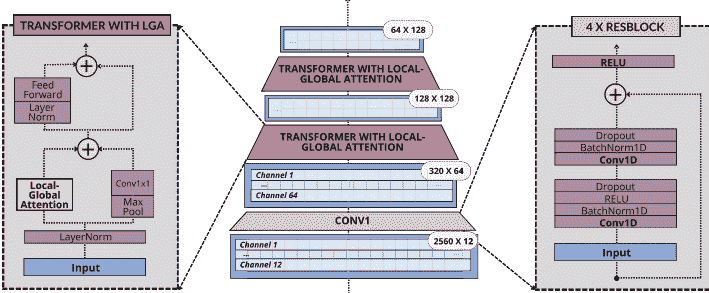 TRANSFORMER WITH LGA
Feed
Forward
Layer
Norm
Local-
Global
Attention
Conv1x1
Max
Pool
LayerNorm
Input
64 X 128
...
TRANSFORMER WITH LOCAL-
GLOBAL ATTENTION
128 X 128
...
TRANSFORMER WITH LOCAL-
GLOBAL ATTENTION
320 X 64
Channel 1
...
Channel 64
CONV1
2560 X 12
Channel 1
...
Channel 12
4 X RESBLOCK
RELU
Dropout
BatchNorm1D
Conv1D
Dropout
RELU
BatchNorm1D
Conv1D
Input